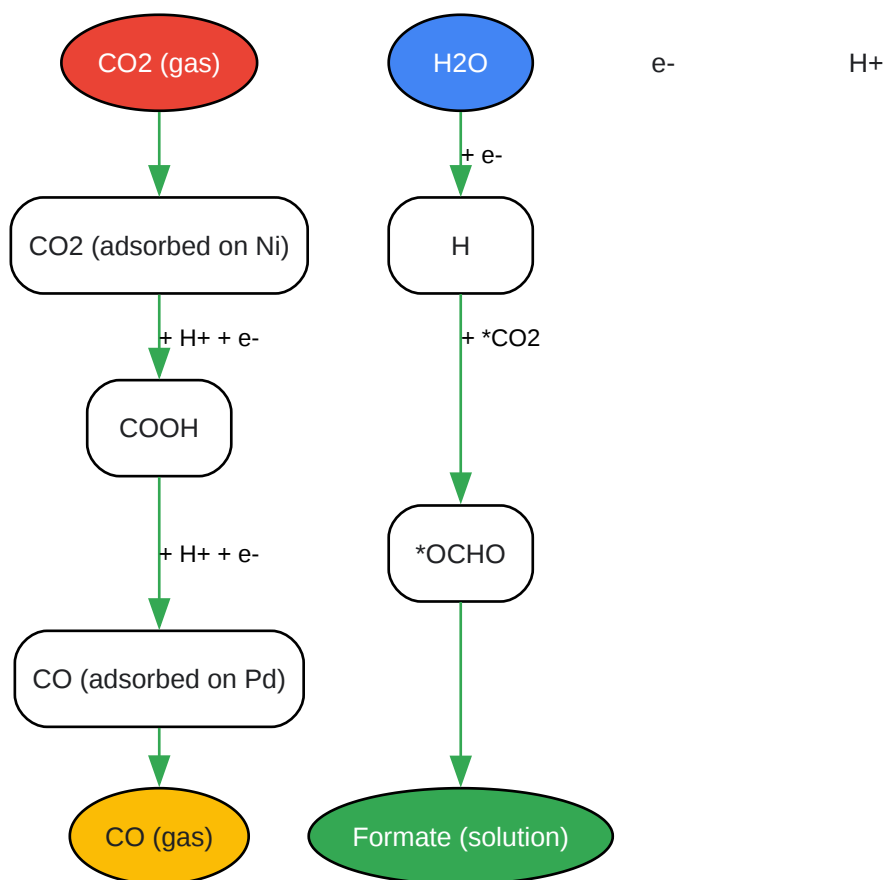 CO2 (gas)
H2O
e-
H+
+ e-
CO2 (adsorbed on Ni)
H
+ H+ + e-
+ *CO2
COOH
+ H+ + e-
*OCHO
CO (adsorbed on Pd)
CO (gas)
Formate (solution)